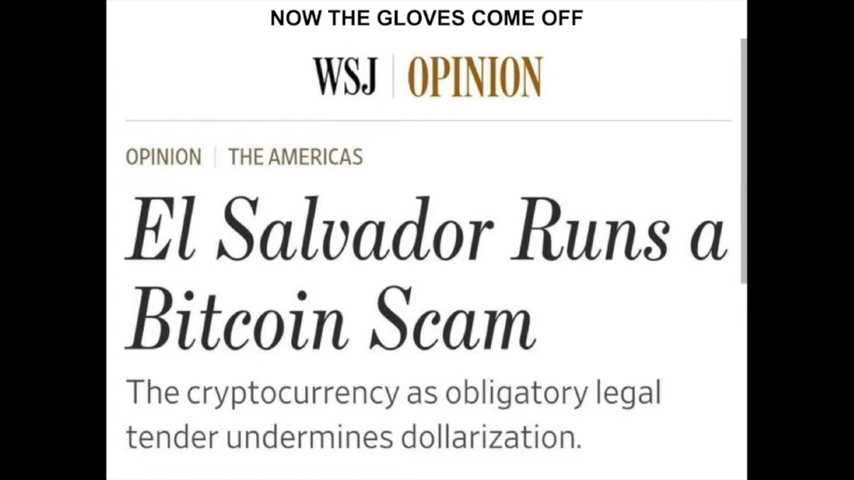 NOW THE GLOVES COME OFF
WSJ | OPINION
OPINION | THE AMERICAS
El Salvador Runs a
Bitcoin Scam
The cryptocurrency as obligatory legal
tender undermines dollarization.